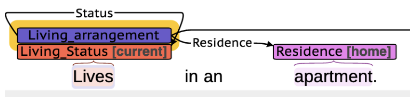 Status
Living_arrangement
Residence
Living_Status [current]
Residence [home]
Lives in an apartment.